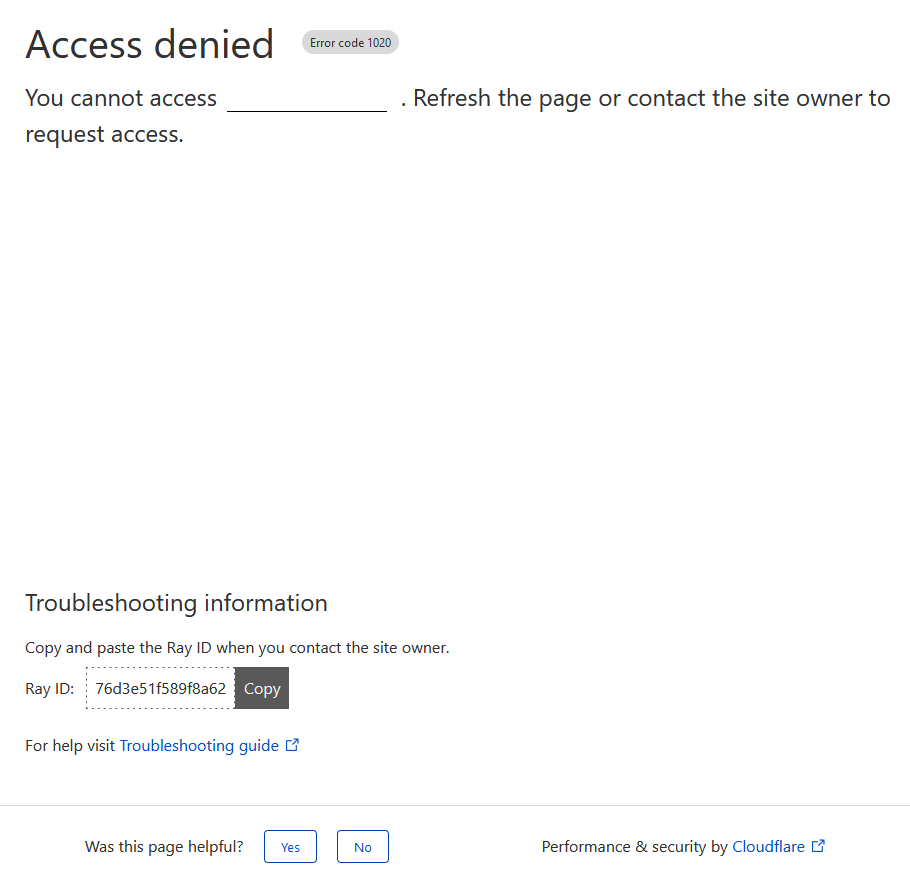 Access denied Error code 1020
You cannot access ________________ . Refresh the page or contact the site owner to
request access.
Troubleshooting information
Copy and paste the Ray ID when you contact the site owner.
Ray ID: 76d3e51f589f8a62 Copy
For help visit Troubleshooting guide
Was this page helpful? Yes No Performance & security by Cloudflare